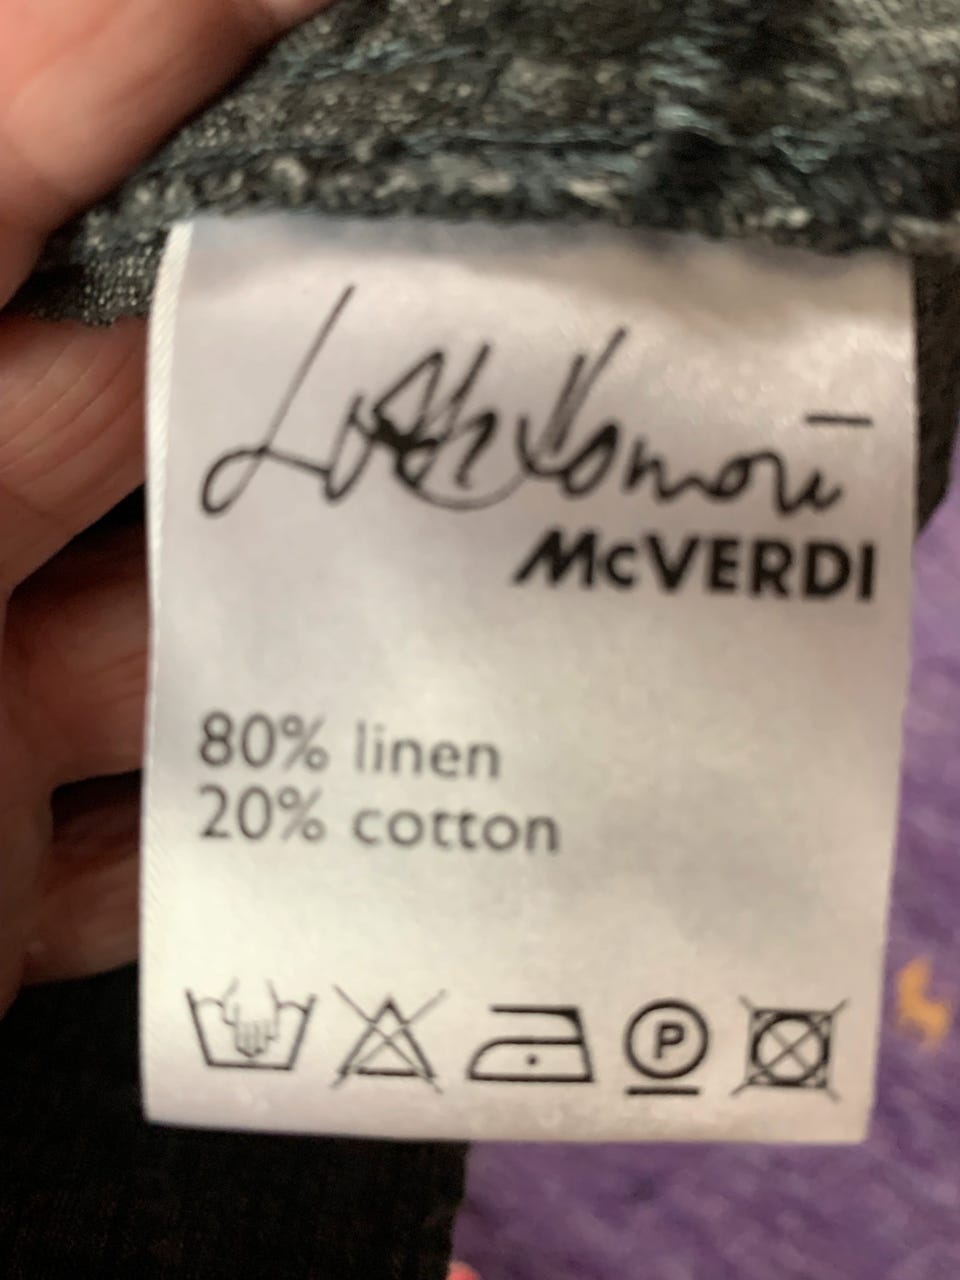 McVERDI
80% linen
20% cotton
P